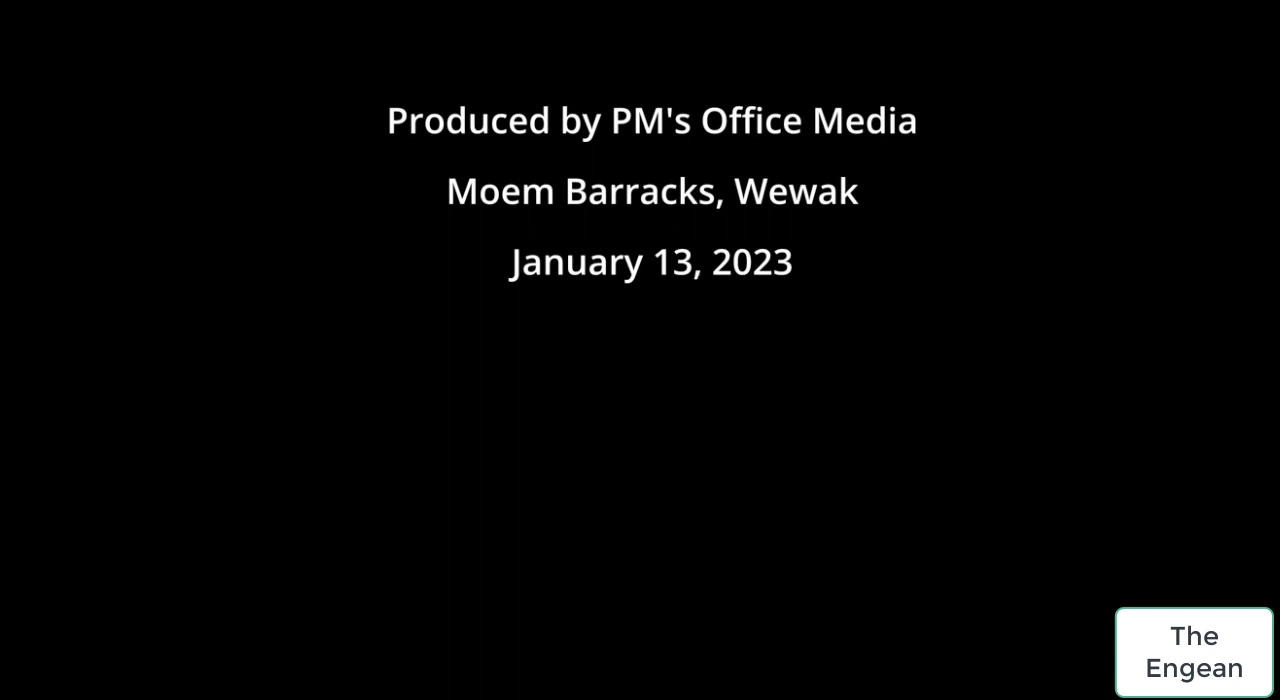 Produced by PM's Office Media
Moem Barracks, Wewak
January 13, 2023
The
Engean